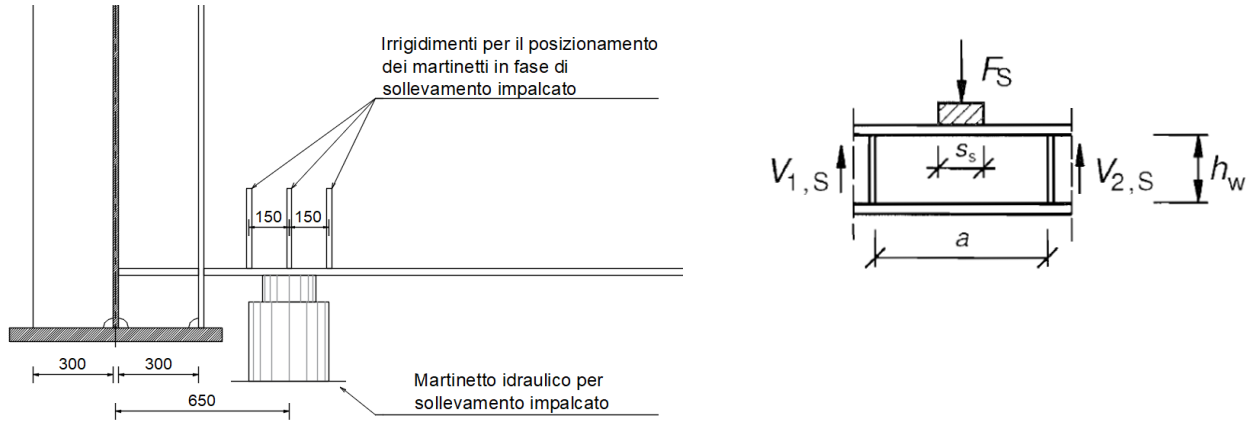 Irrigidimenti per il posizionamento
dei martinetti in fase di
sollevamento impalcato
150 150
300 300
650
Martinetto idraulico per
sollevamento impalcato
FS
ss
V1,S V2,S
hw
a